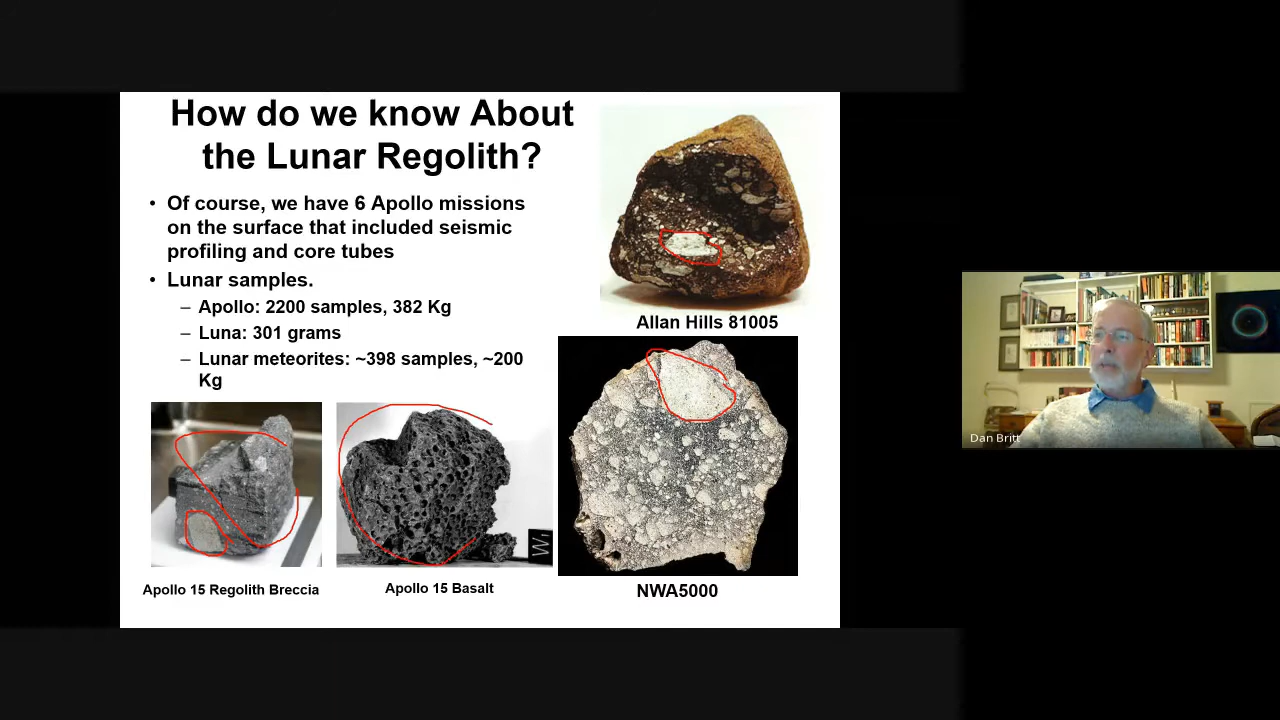 How do we know About
the Lunar Regolith?
• Of course, we have 6 Apollo missions
on the surface that included seismic
profiling and core tubes
• Lunar samples.
– Apollo: 2200 samples, 382 Kg
– Luna: 301 grams
– Lunar meteorites: ~398 samples, ~200
Kg
Allan Hills 81005
W
Apollo 15 Regolith Breccia
Apollo 15 Basalt
NWA5000
Dan Britt